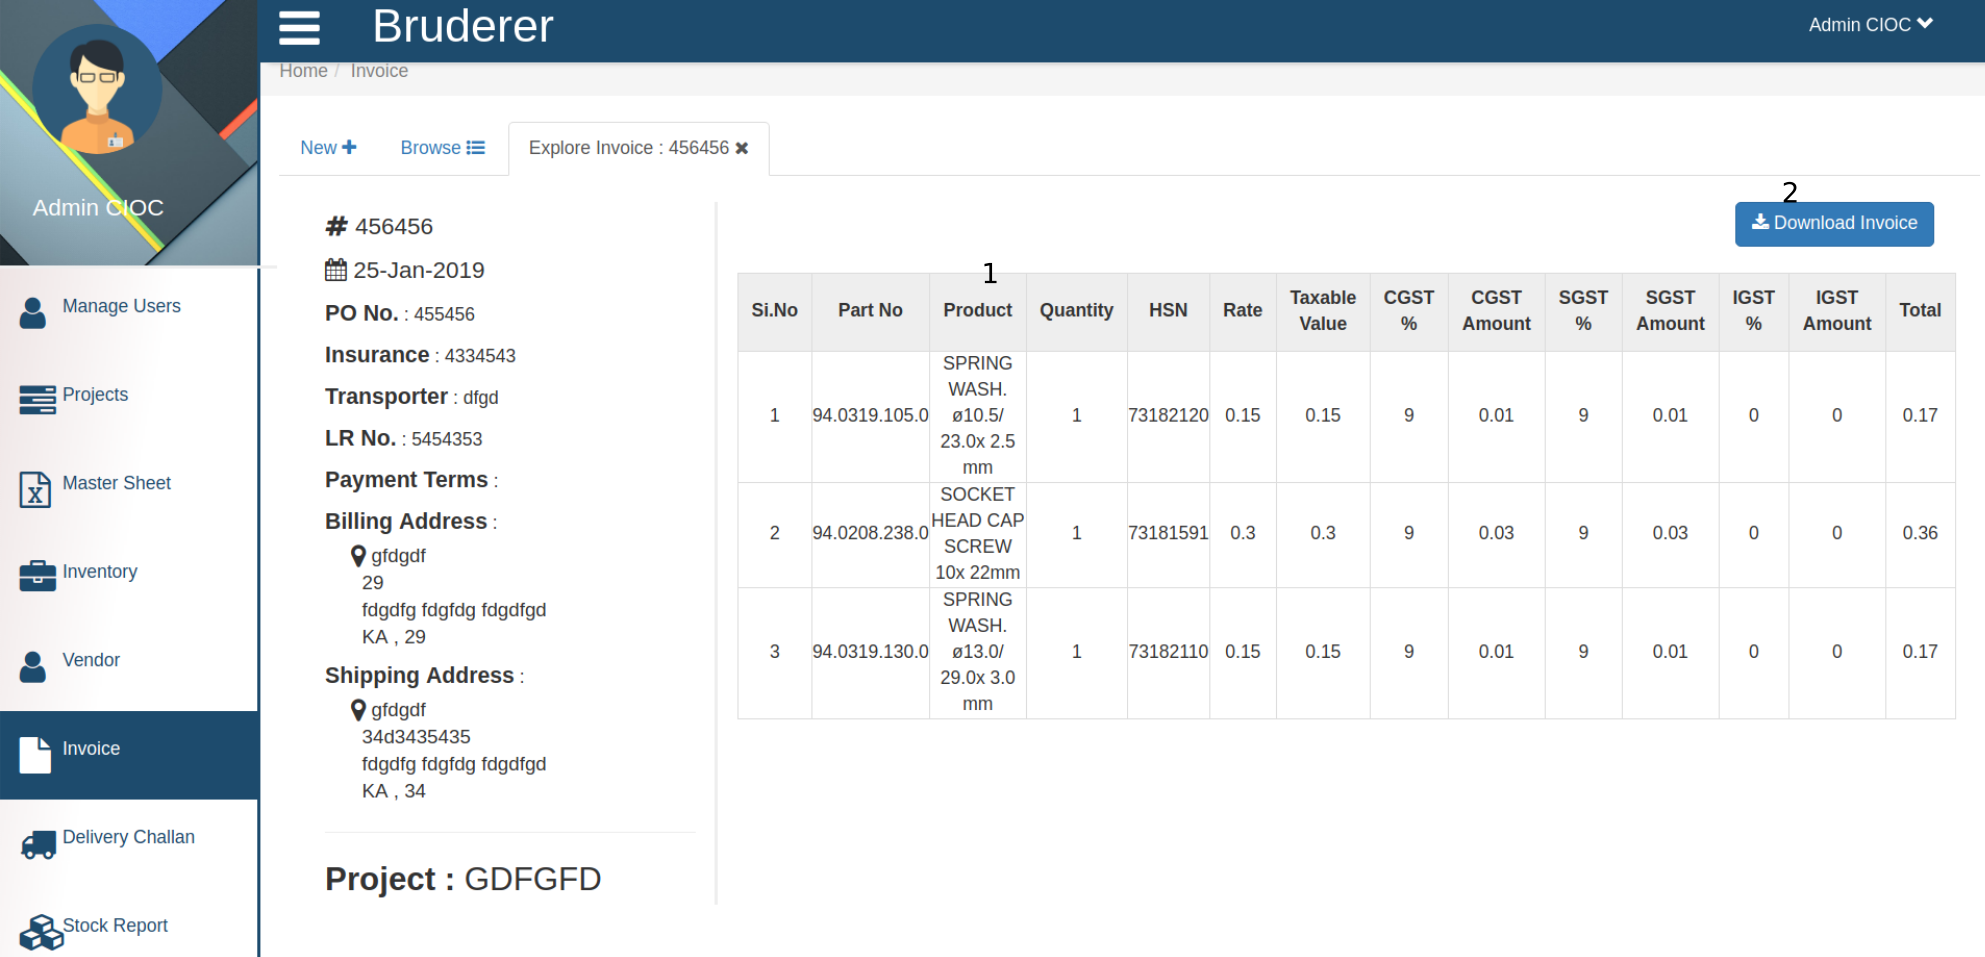 Bruderer
Admin CIOC
Home / Invoice
Admin CIOC
New
Browse
Explore Invoice : 456456
Manage Users
Projects
Master Sheet
Inventory
Vendor
Invoice
Delivery Challan
Stock Report
# 456456
25-Jan-2019
PO No. : 455456
Insurance : 4334543
Transporter : dfgd
LR No. : 5454353
Payment Terms :
Billing Address :
gfdgdf
29
fdgdfg fdgfdg fdgdfgd
KA , 29
Shipping Address :
gfdgdf
34d3435435
fdgdfg fdgfdg fdgdfgd
KA , 34
Project : GDFGFD
2
Download Invoice
1
Si.No Part No Product Quantity HSN Rate Taxable Value CGST % CGST Amount SGST % SGST Amount IGST % IGST Amount Total
1 94.0319.105.0 SPRING WASH. ø10.5/ 23.0x 2.5 mm 1 73182120 0.15 0.15 9 0.01 9 0.01 0 0 0.17
2 94.0208.238.0 SOCKET HEAD CAP SCREW 10x 22mm 1 73181591 0.3 0.3 9 0.03 9 0.03 0 0 0.36
3 94.0319.130.0 SPRING WASH. ø13.0/ 29.0x 3.0 mm 1 73182110 0.15 0.15 9 0.01 9 0.01 0 0 0.17